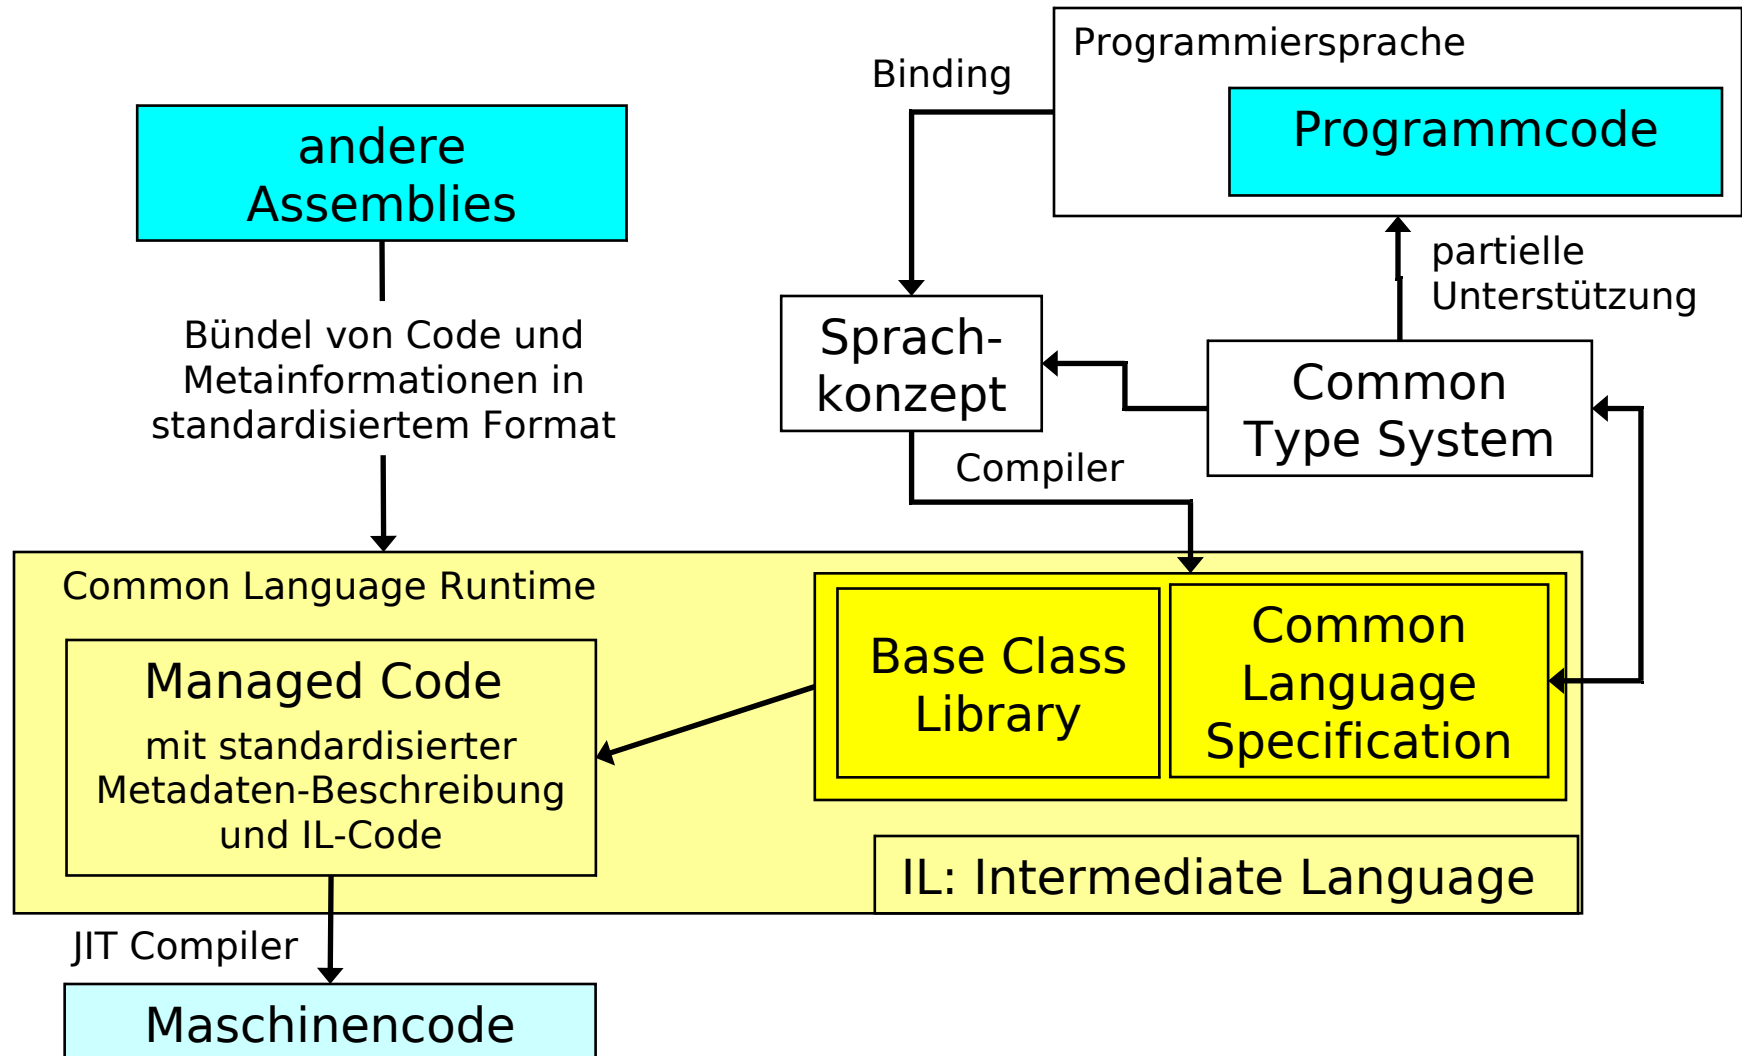 Programmiersprache
Binding
Programmcode
andere
Assemblies
partielle
Unterstützung
Bündel von Code und
Metainformationen in
standardisiertem Format
Sprach-
konzept
Common
Type System
Compiler
Common Language Runtime
Managed Code
mit standardisierter
Metadaten-Beschreibung
und IL-Code
Base Class
Library
Common
Language
Specification
IL: Intermediate Language
JIT Compiler
Maschinencode